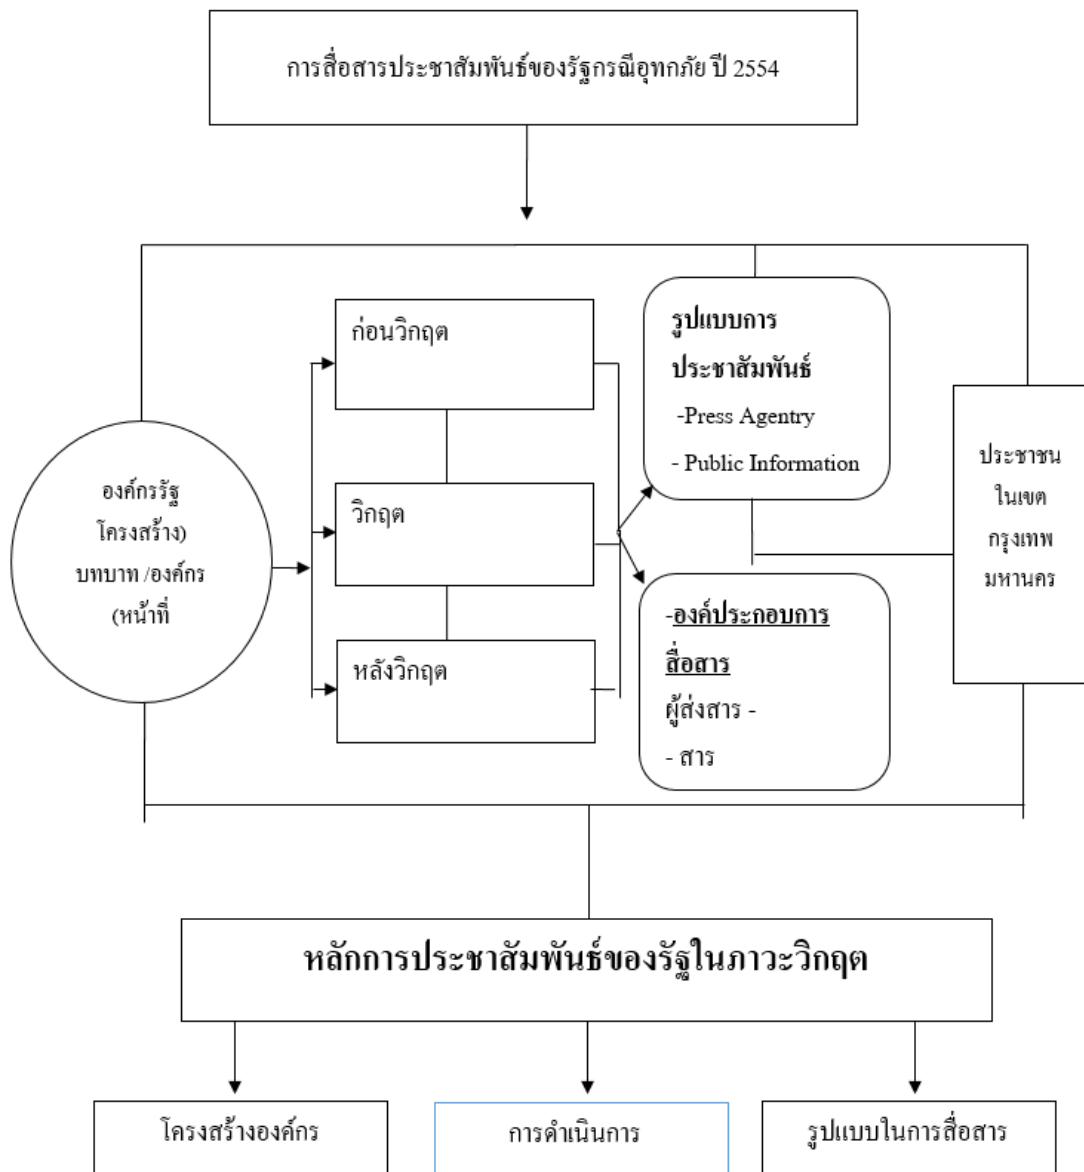 การสื่อสารประชาสัมพันธ์ของรัฐกรณีอุทกภัย ปี 2554
องค์กรรัฐ
โครงสร้าง)
บทบาท /องค์กร
(หน้าที่
ก่อนวิกฤต
วิกฤต
หลังวิกฤต
รูปแบบการ
ประชาสัมพันธ์
-Press Agentry
- Public Information
-องค์ประกอบการ
สื่อสาร
ผู้ส่งสาร -
- สาร
ประชาชน
ในเขต
กรุงเทพ
มหานคร
หลักการประชาสัมพันธ์ของรัฐในภาวะวิกฤต
โครงสร้างองค์กร
การดำเนินการ
รูปแบบในการสื่อสาร